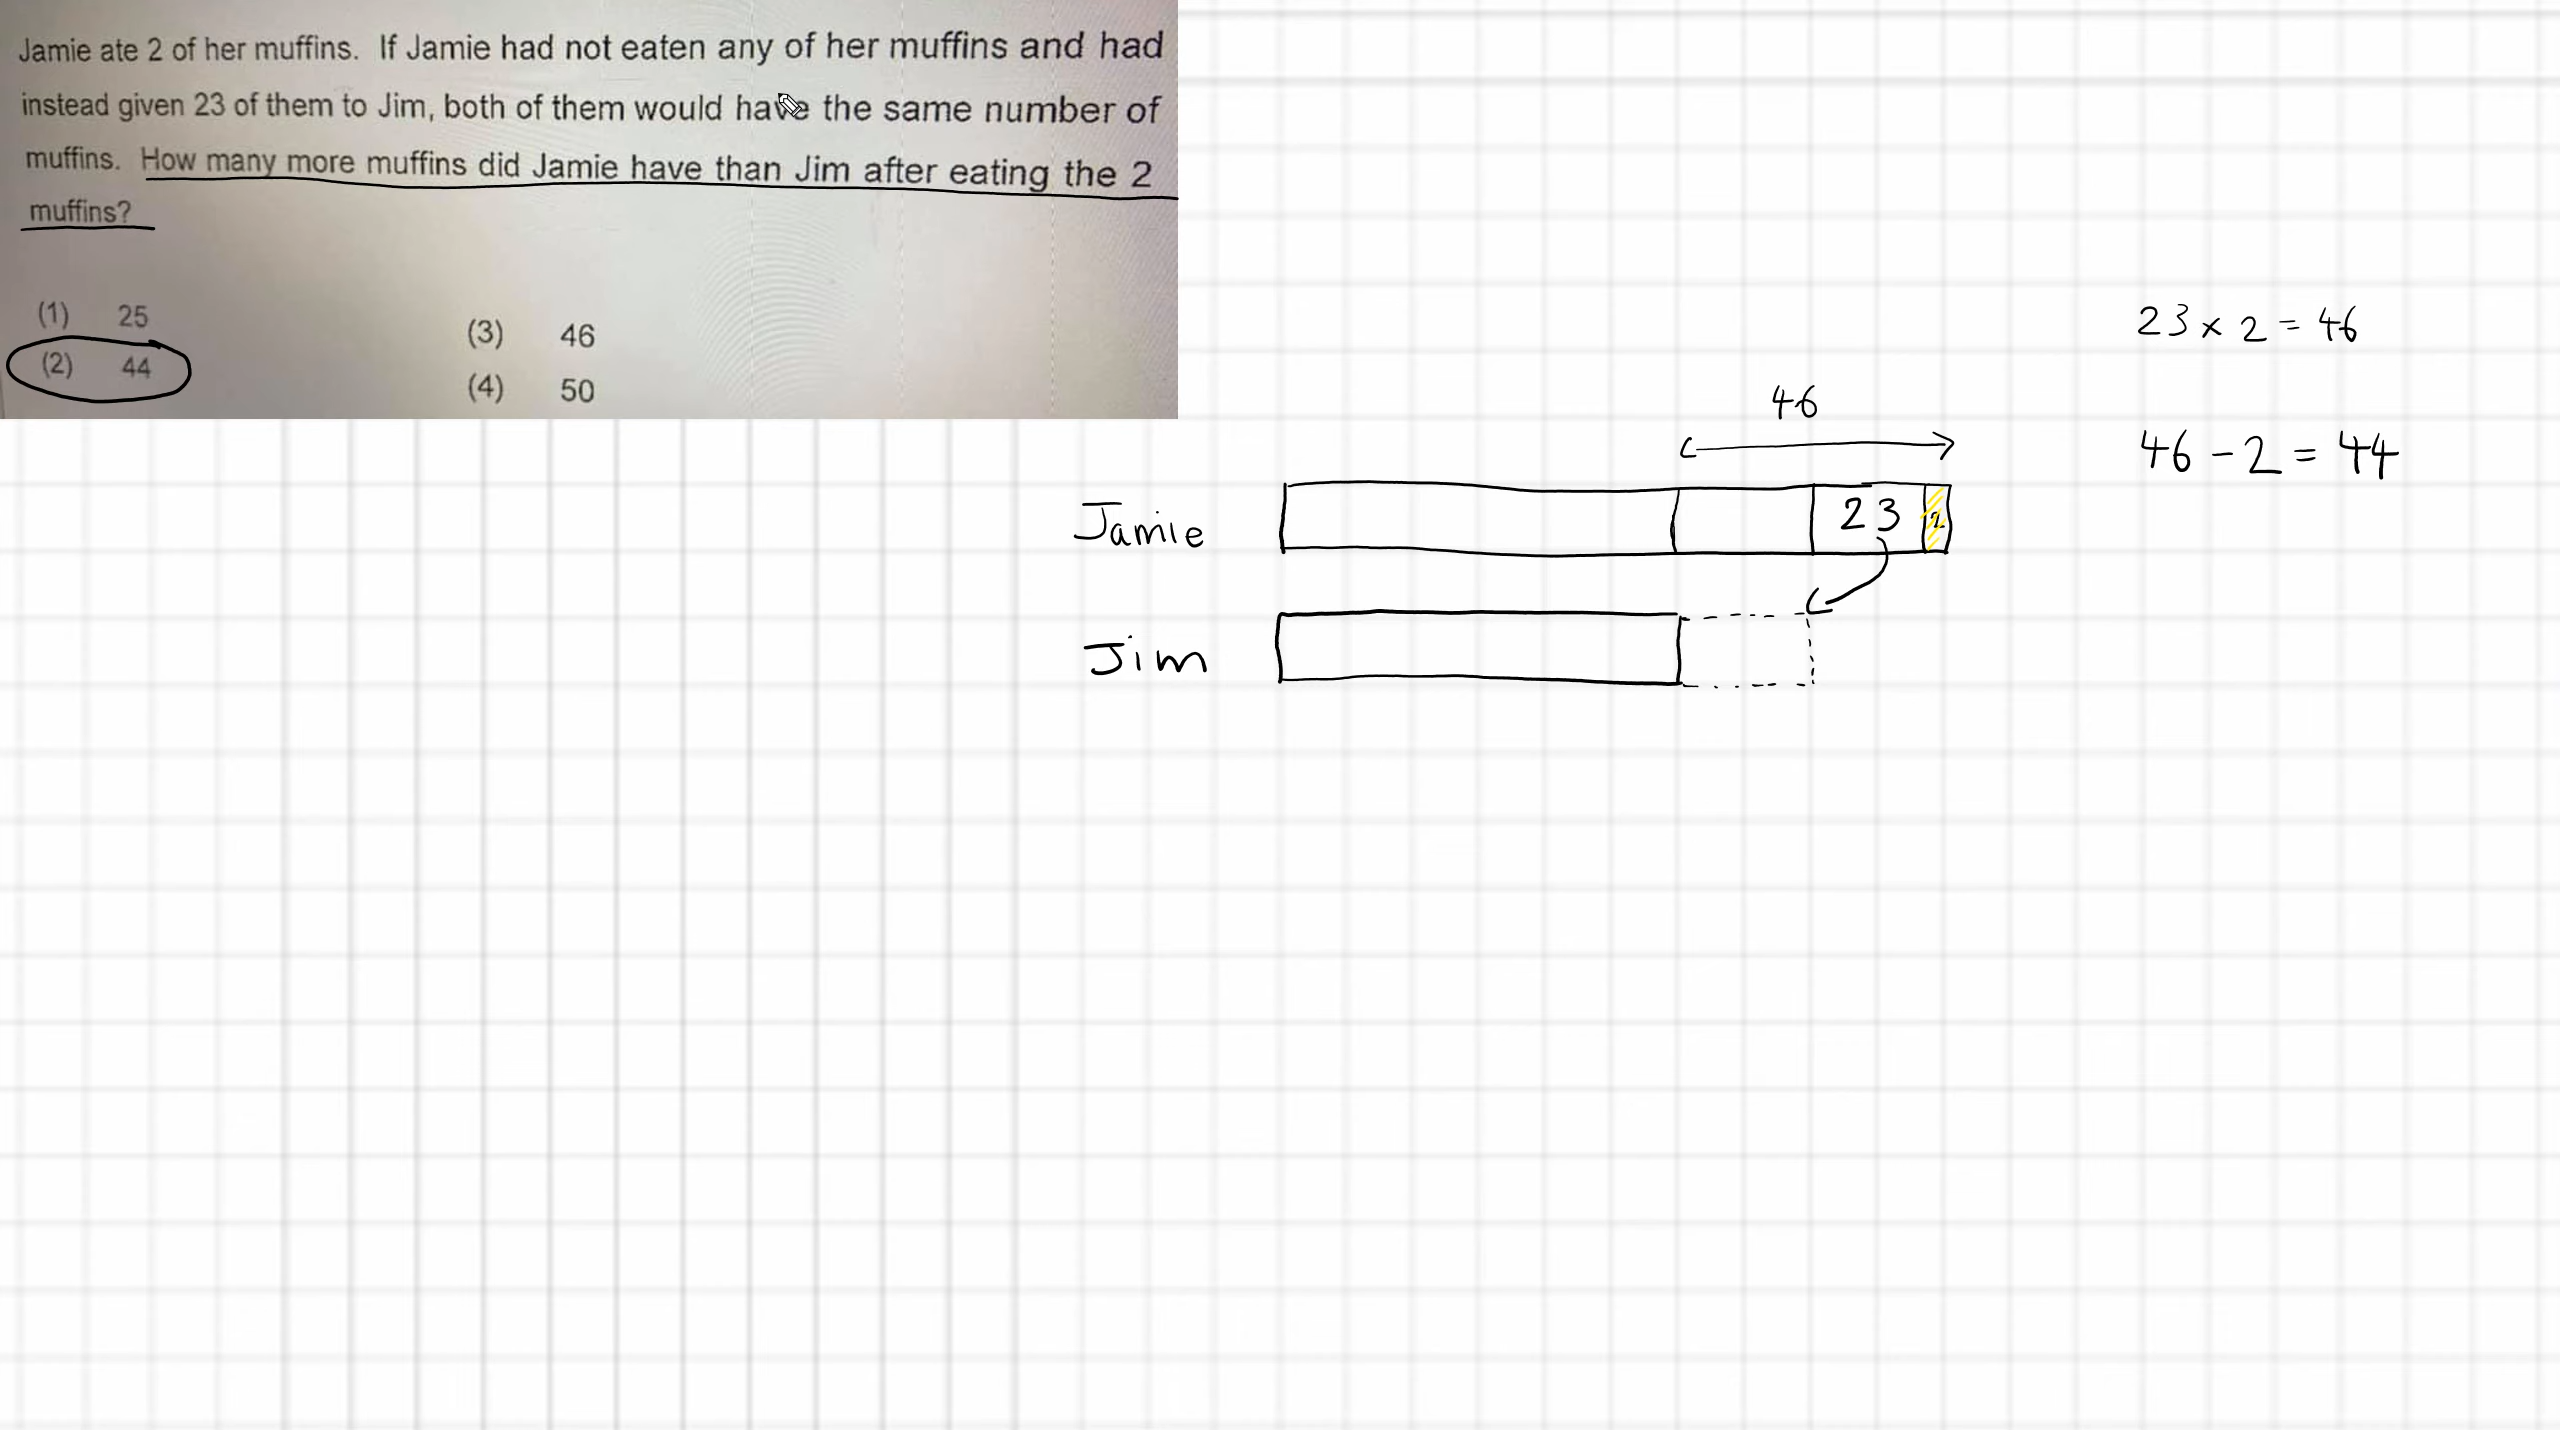 Jamie ate 2 of her muffins. If Jamie had not eaten any of her muffins and had
instead given 23 of them to Jim, both of them would have the same number of
muffins. How many more muffins did Jamie have than Jim after eating the 2
muffins?
(1) 25
(2) 44
(3) 46
(4) 50
23 × 2 = 46
46 - 2 = 44
46
Jamie
23
2
Jim